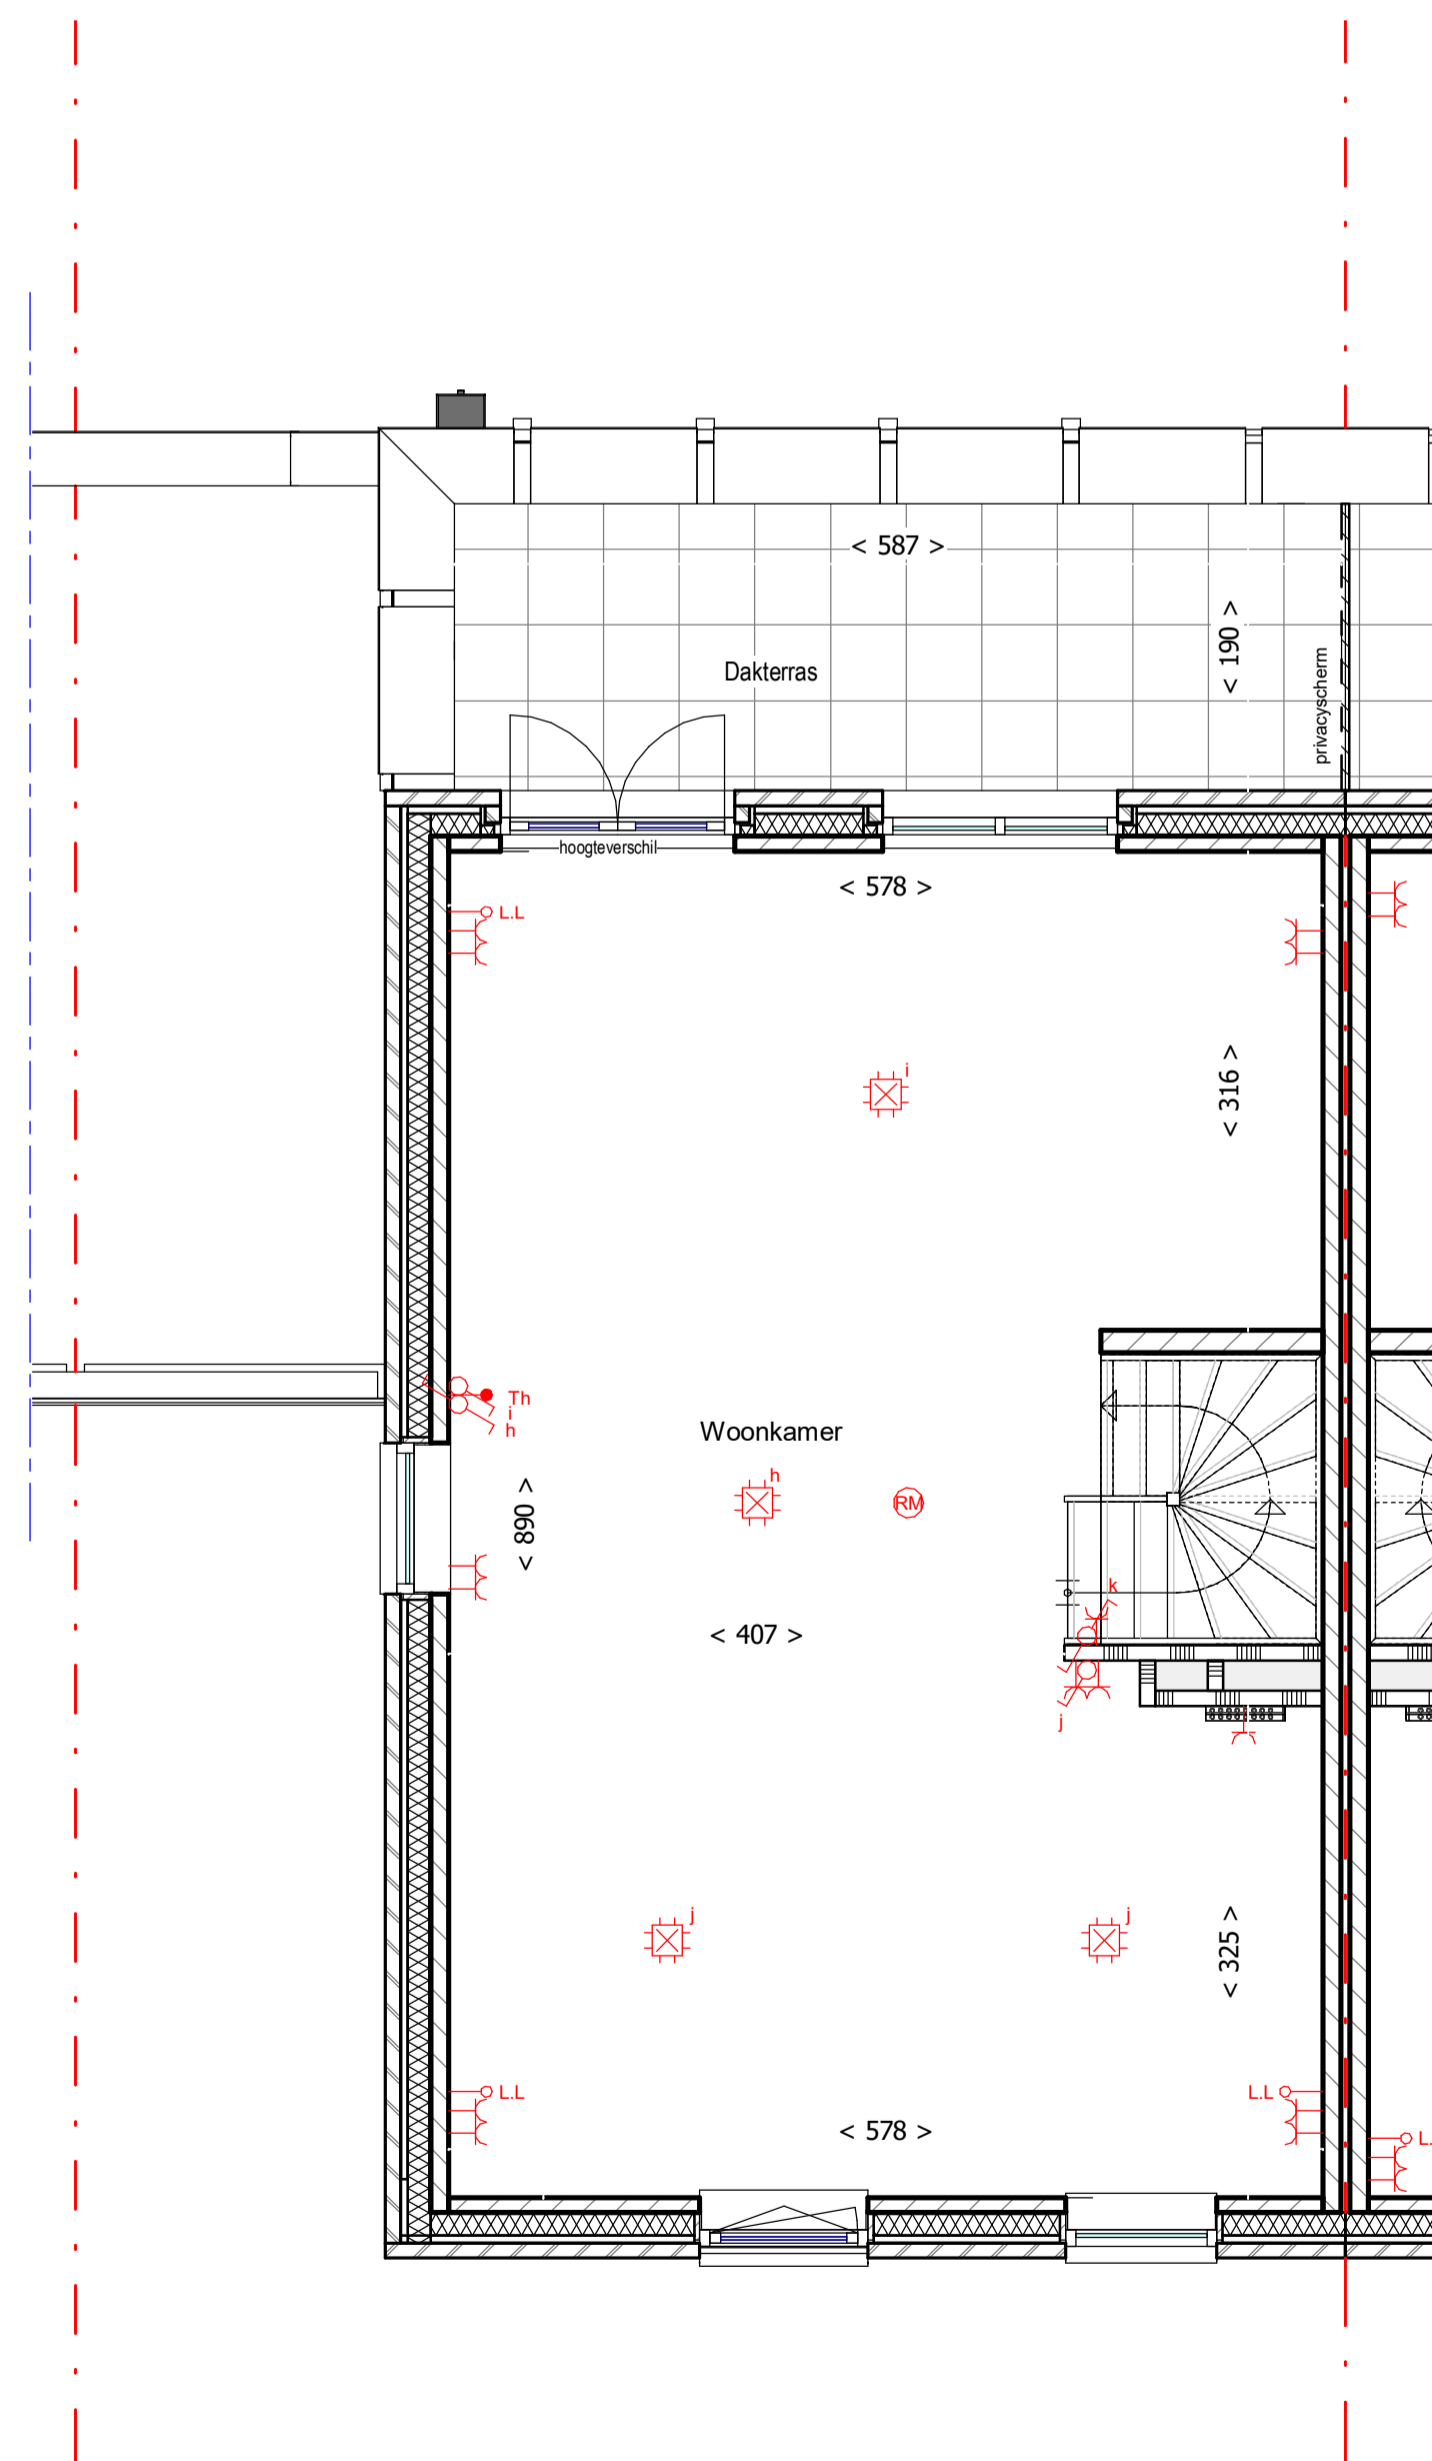 < 587 >
< 190 >
Dakterras
privacyscherm
hoogteverschil
< 578 >
L.L
i
< 316 >
Th
i
h
Woonkamer
h
RM
< 890 >
k
< 407 >
j
j
j
< 325 >
L.L
L.L
< 578 >
L.